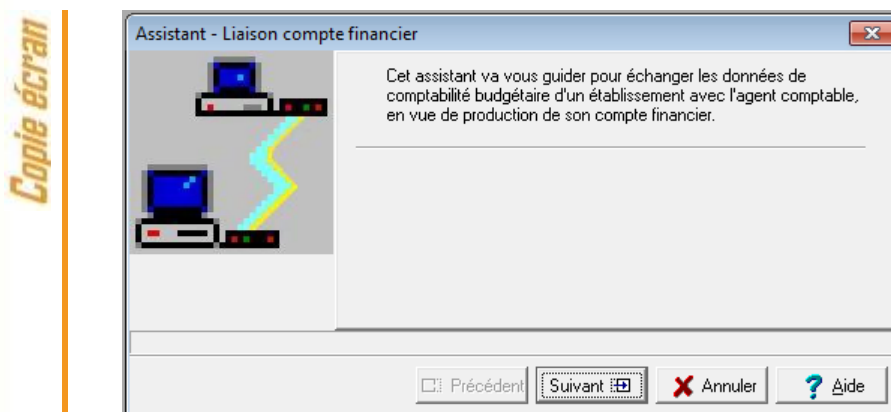 Copie écran
Assistant - Liaison compte financier
Cet assistant va vous guider pour échanger les données de
comptabilité budgétaire d'un établissement avec l'agent comptable,
en vue de production de son compte financier.
Précédent Suivant Annuler Aide